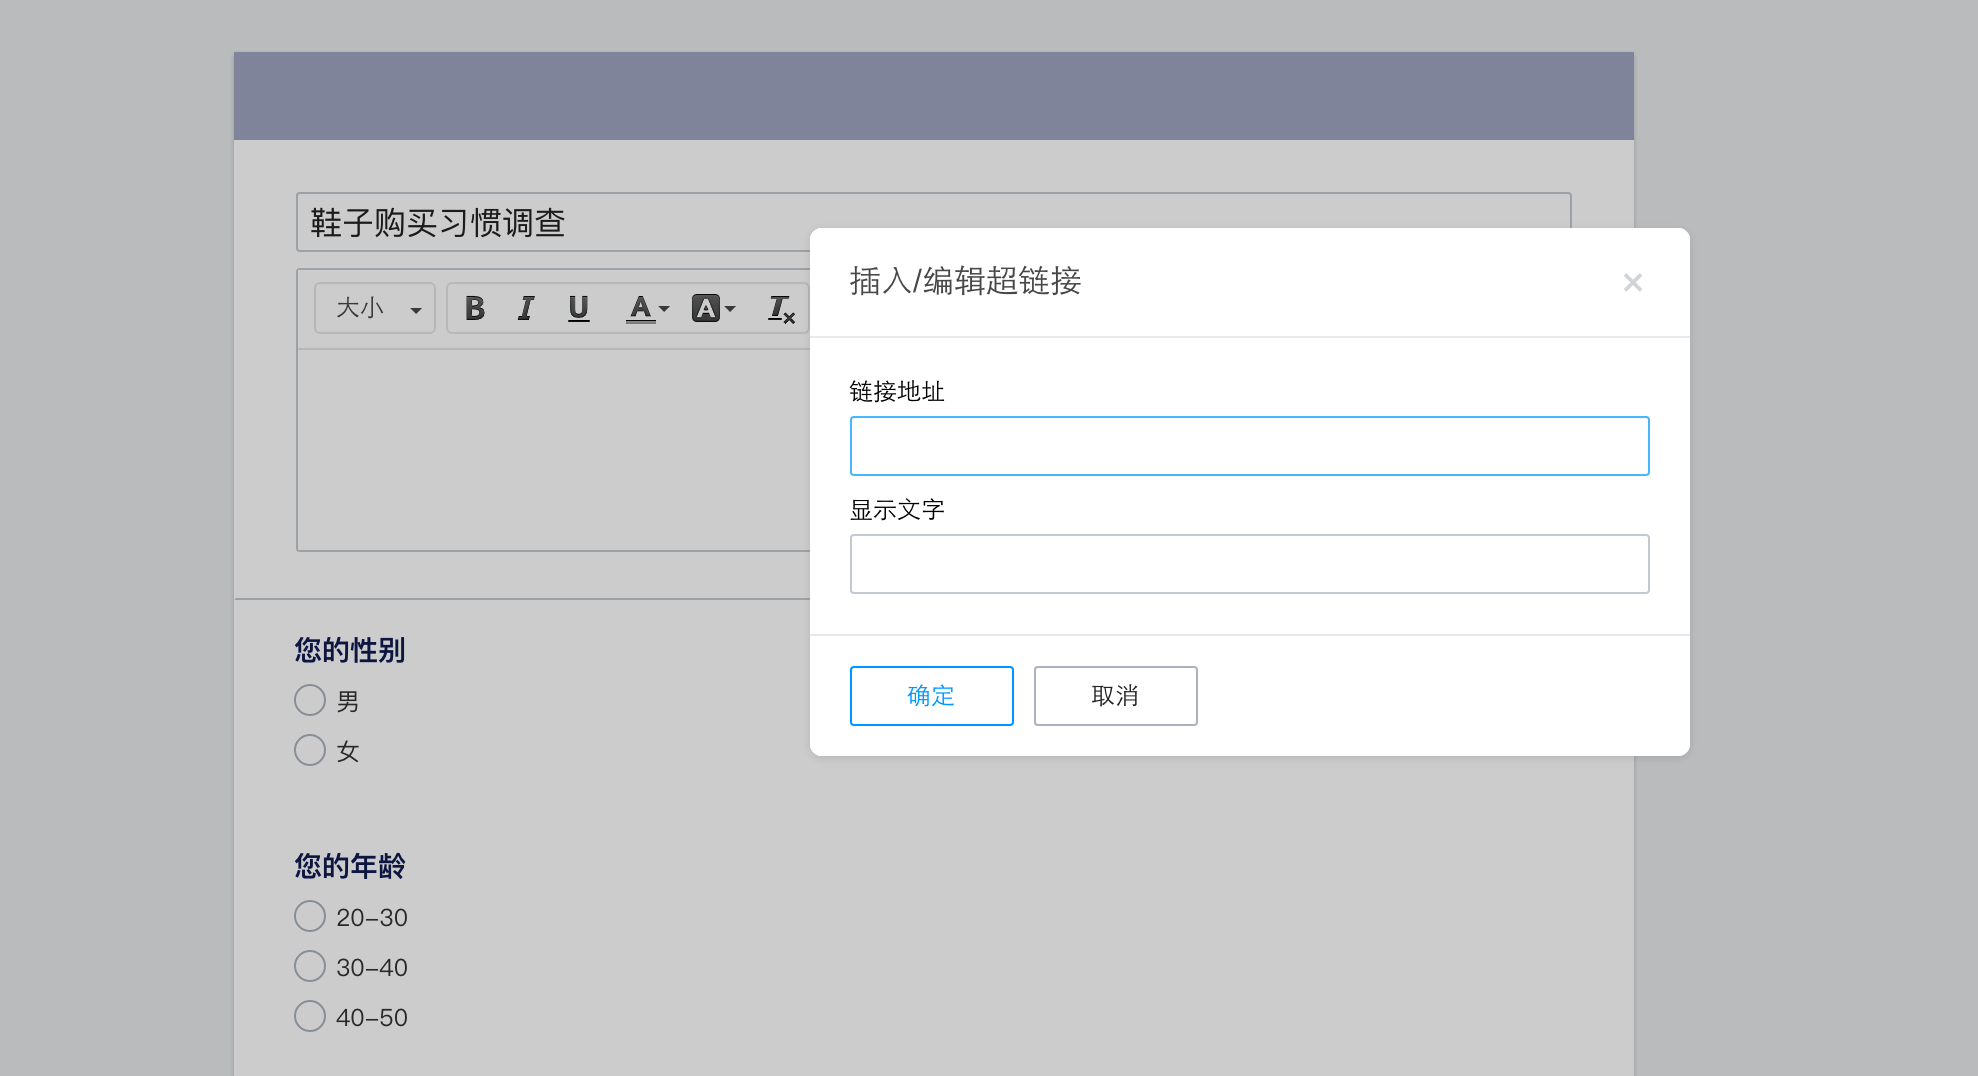 鞋子购买习惯调查
大小
B I U A A Tx
插入/编辑超链接
链接地址
显示文字
确定
取消
您的性别
男
女
您的年龄
20-30
30-40
40-50